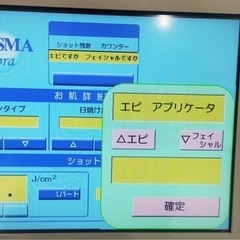 SMA
ora
ショット残数 カウンター
エピですか フェイシャルですか
お肌詳細
ンタイプ
日焼け
ショット
J/cm²
リパート
エピ アプリケータ
△エピ
▽フェイシャル
確定